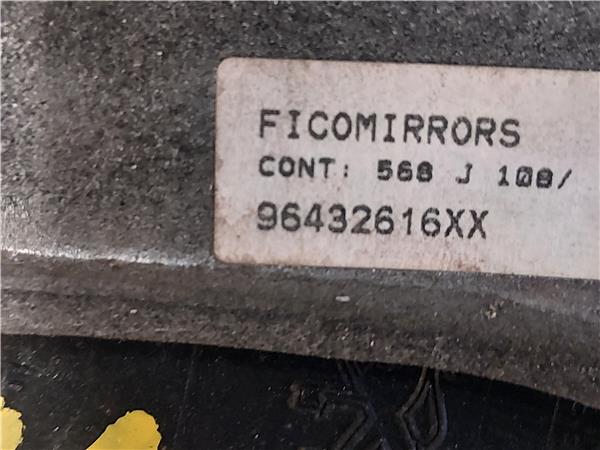 FICOMIRRORS
CONT: 568 J 108/
96432616XX